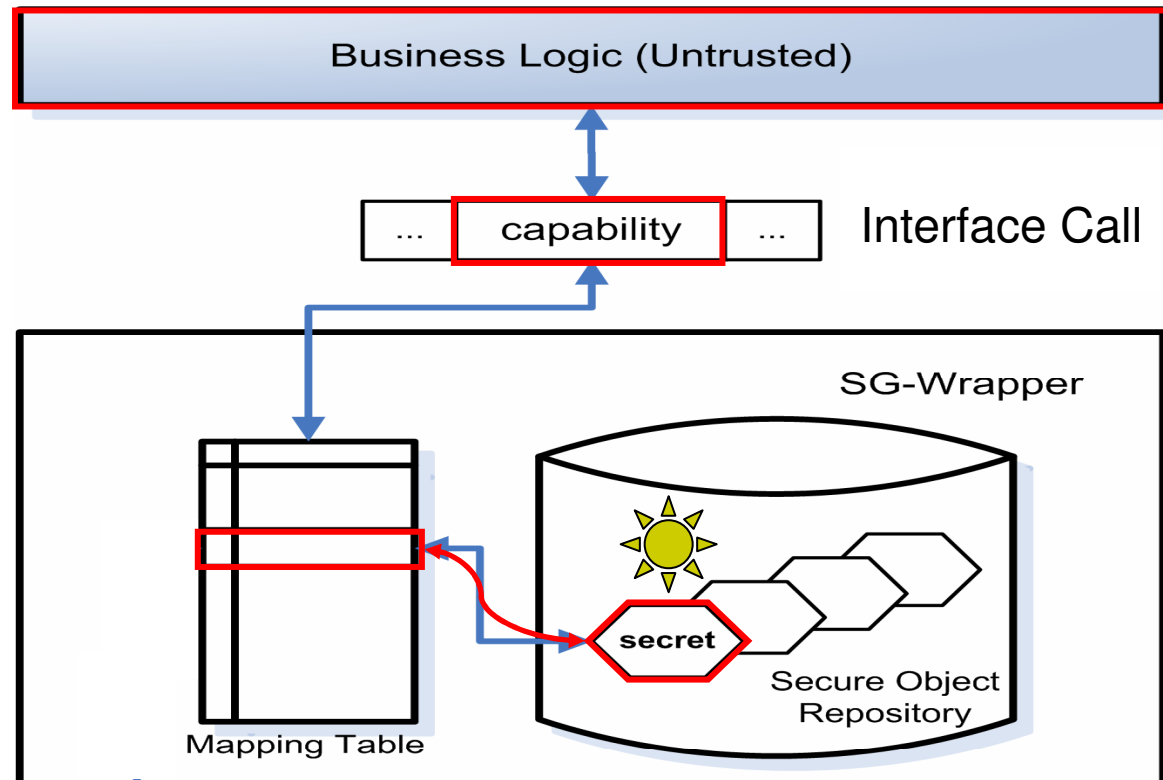 Business Logic (Untrusted)
... capability ...
Interface Call
SG-Wrapper
secret
Secure Object
Repository
Mapping Table